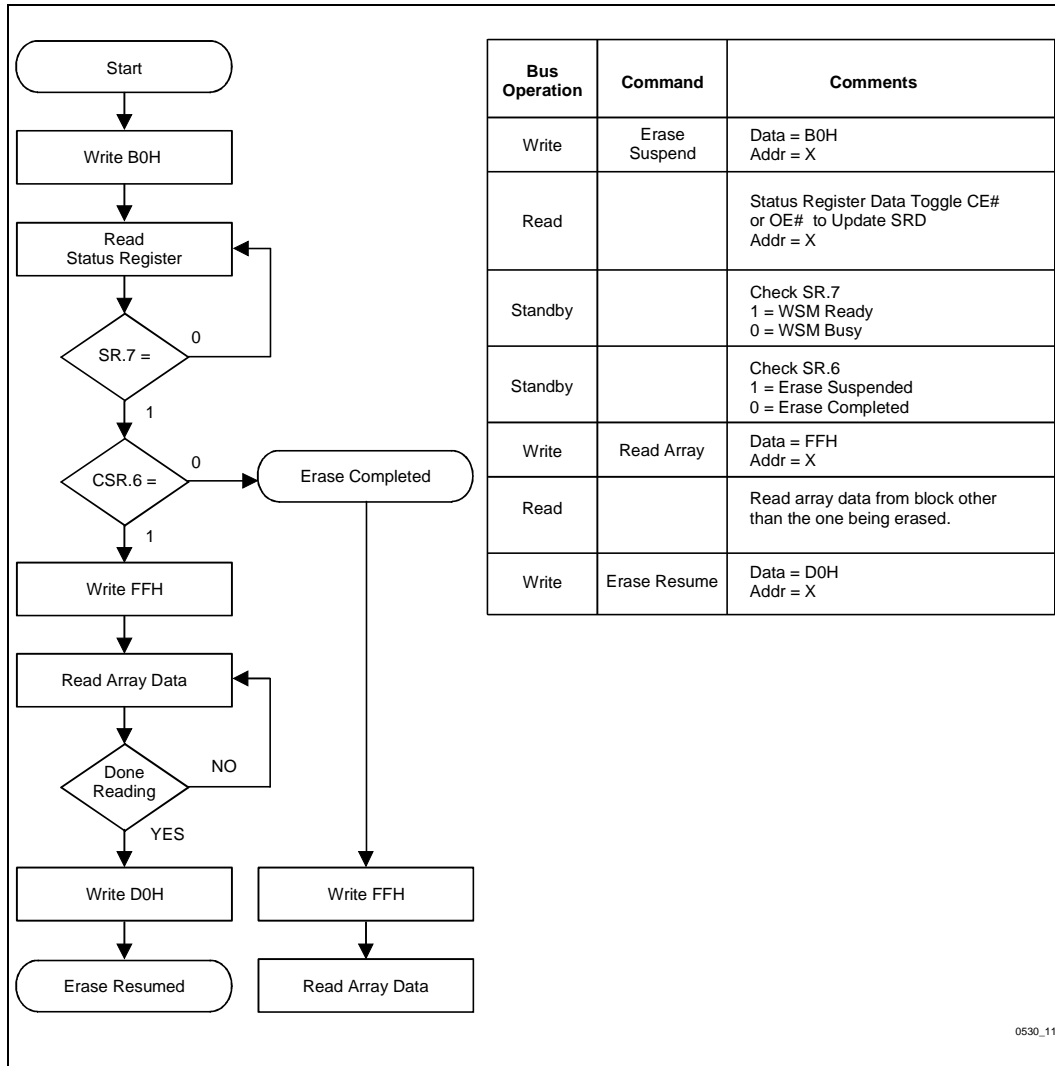 Start
Write B0H
Read
Status Register
SR.7 =
0
1
CSR.6 =
0
1
Erase Completed
Write FFH
Read Array Data
Done
Reading
NO
YES
Write D0H
Write FFH
Erase Resumed
Read Array Data
Bus
Operation
Command
Comments
Write
Erase
Suspend
Data = B0H
Addr = X
Read
Status Register Data Toggle CE#
or OE# to Update SRD
Addr = X
Standby
Check SR.7
1 = WSM Ready
0 = WSM Busy
Standby
Check SR.6
1 = Erase Suspended
0 = Erase Completed
Write
Read Array
Data = FFH
Addr = X
Read
Read array data from block other
than the one being erased.
Write
Erase Resume
Data = D0H
Addr = X
0530_11